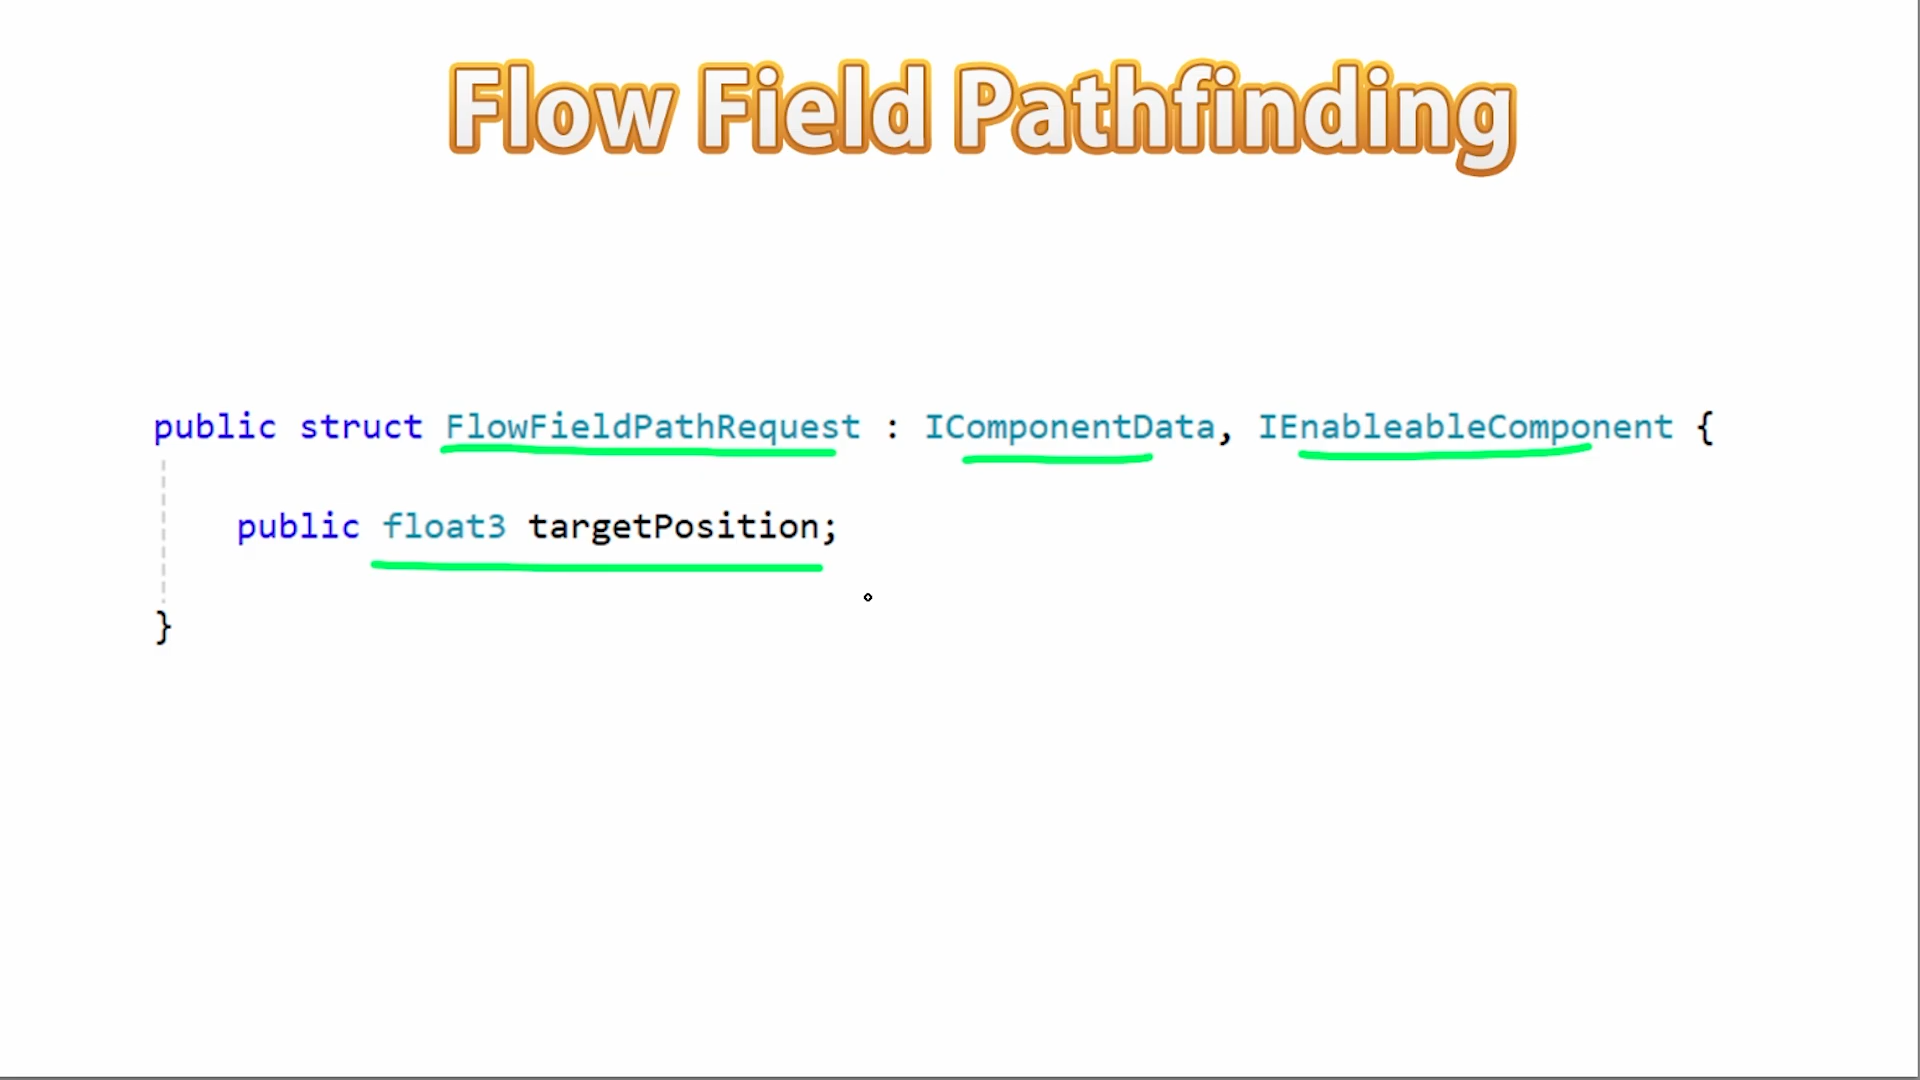 Flow Field Pathfinding
public struct FlowFieldPathRequest : IComponentData, IEnableableComponent {
public float3 targetPosition;
}